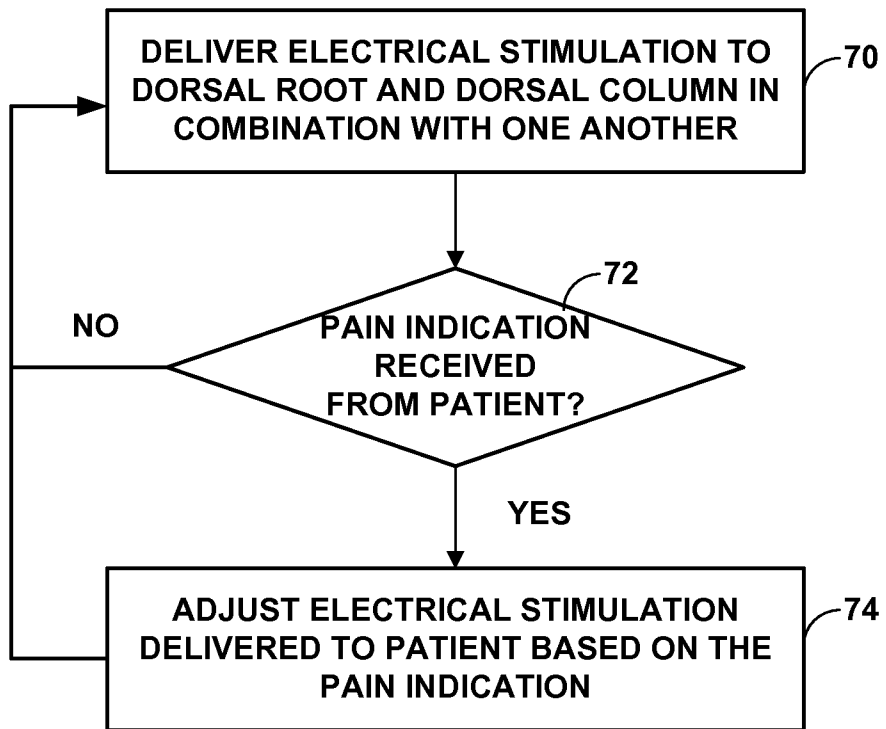 DELIVER ELECTRICAL STIMULATION TO
DORSAL ROOT AND DORSAL COLUMN IN
COMBINATION WITH ONE ANOTHER
70
72
PAIN INDICATION
RECEIVED
FROM PATIENT?
NO
YES
ADJUST ELECTRICAL STIMULATION
DELIVERED TO PATIENT BASED ON THE
PAIN INDICATION
74